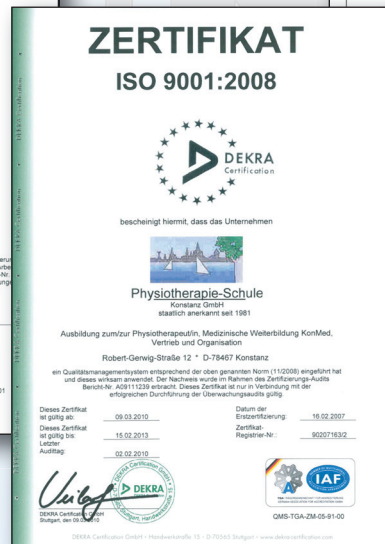 ZERTIFIKAT
ISO 9001:2008
DEKRA
Certification
bescheinigt hiermit, dass das Unternehmen
Physiotherapie-Schule
Konstanz GmbH
staatlich anerkannt seit 1981
Ausbildung zum/zur Physiotherapeut/in, Medizinische Weiterbildung KonMed,
Vertrieb und Organisation
Robert-Gerwig-Straße 12 * D-78467 Konstanz
ein Qualitätsmanagementsystem entsprechend der oben genannten Norm (11/2008) eingeführt hat
und dieses wirksam anwendet. Der Nachweis wurde im Rahmen des Zertifizierungs-Audits
Bericht-Nr. A09111239 erbracht. Dieses Zertifikat ist nur in Verbindung mit der
erfolgreichen Durchführung der Überwachungsaudits gültig.
Dieses Zertifikat
ist gültig ab: 09.03.2010
Dieses Zertifikat
ist gültig bis: 15.02.2013
Letzter
Audittag: 02.02.2010
Datum der
Erstzertifizierung: 16.02.2007
Zertifikat-
Registrier-Nr.: 90207163/2
DEKRA
DEKRA Certification GmbH
Stuttgart, den 09.03.2010
IAF
QMS-TGA-ZM-05-91-00
DEKRA Certification GmbH - Handwerkstraße 15 - D-70565 Stuttgart - www.dekra-certification.com